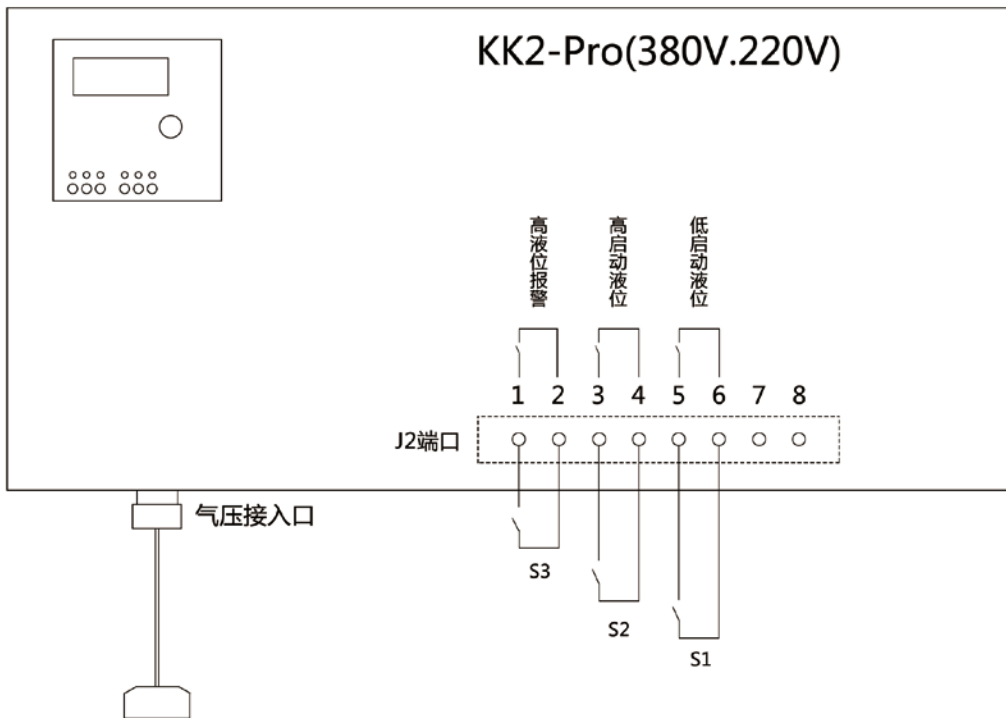 KK2-Pro(380V.220V)
高液位报警
高启动液位
低启动液位
1 2 3 4 5 6 7 8
J2端口
气压接入口
S3
S2
S1